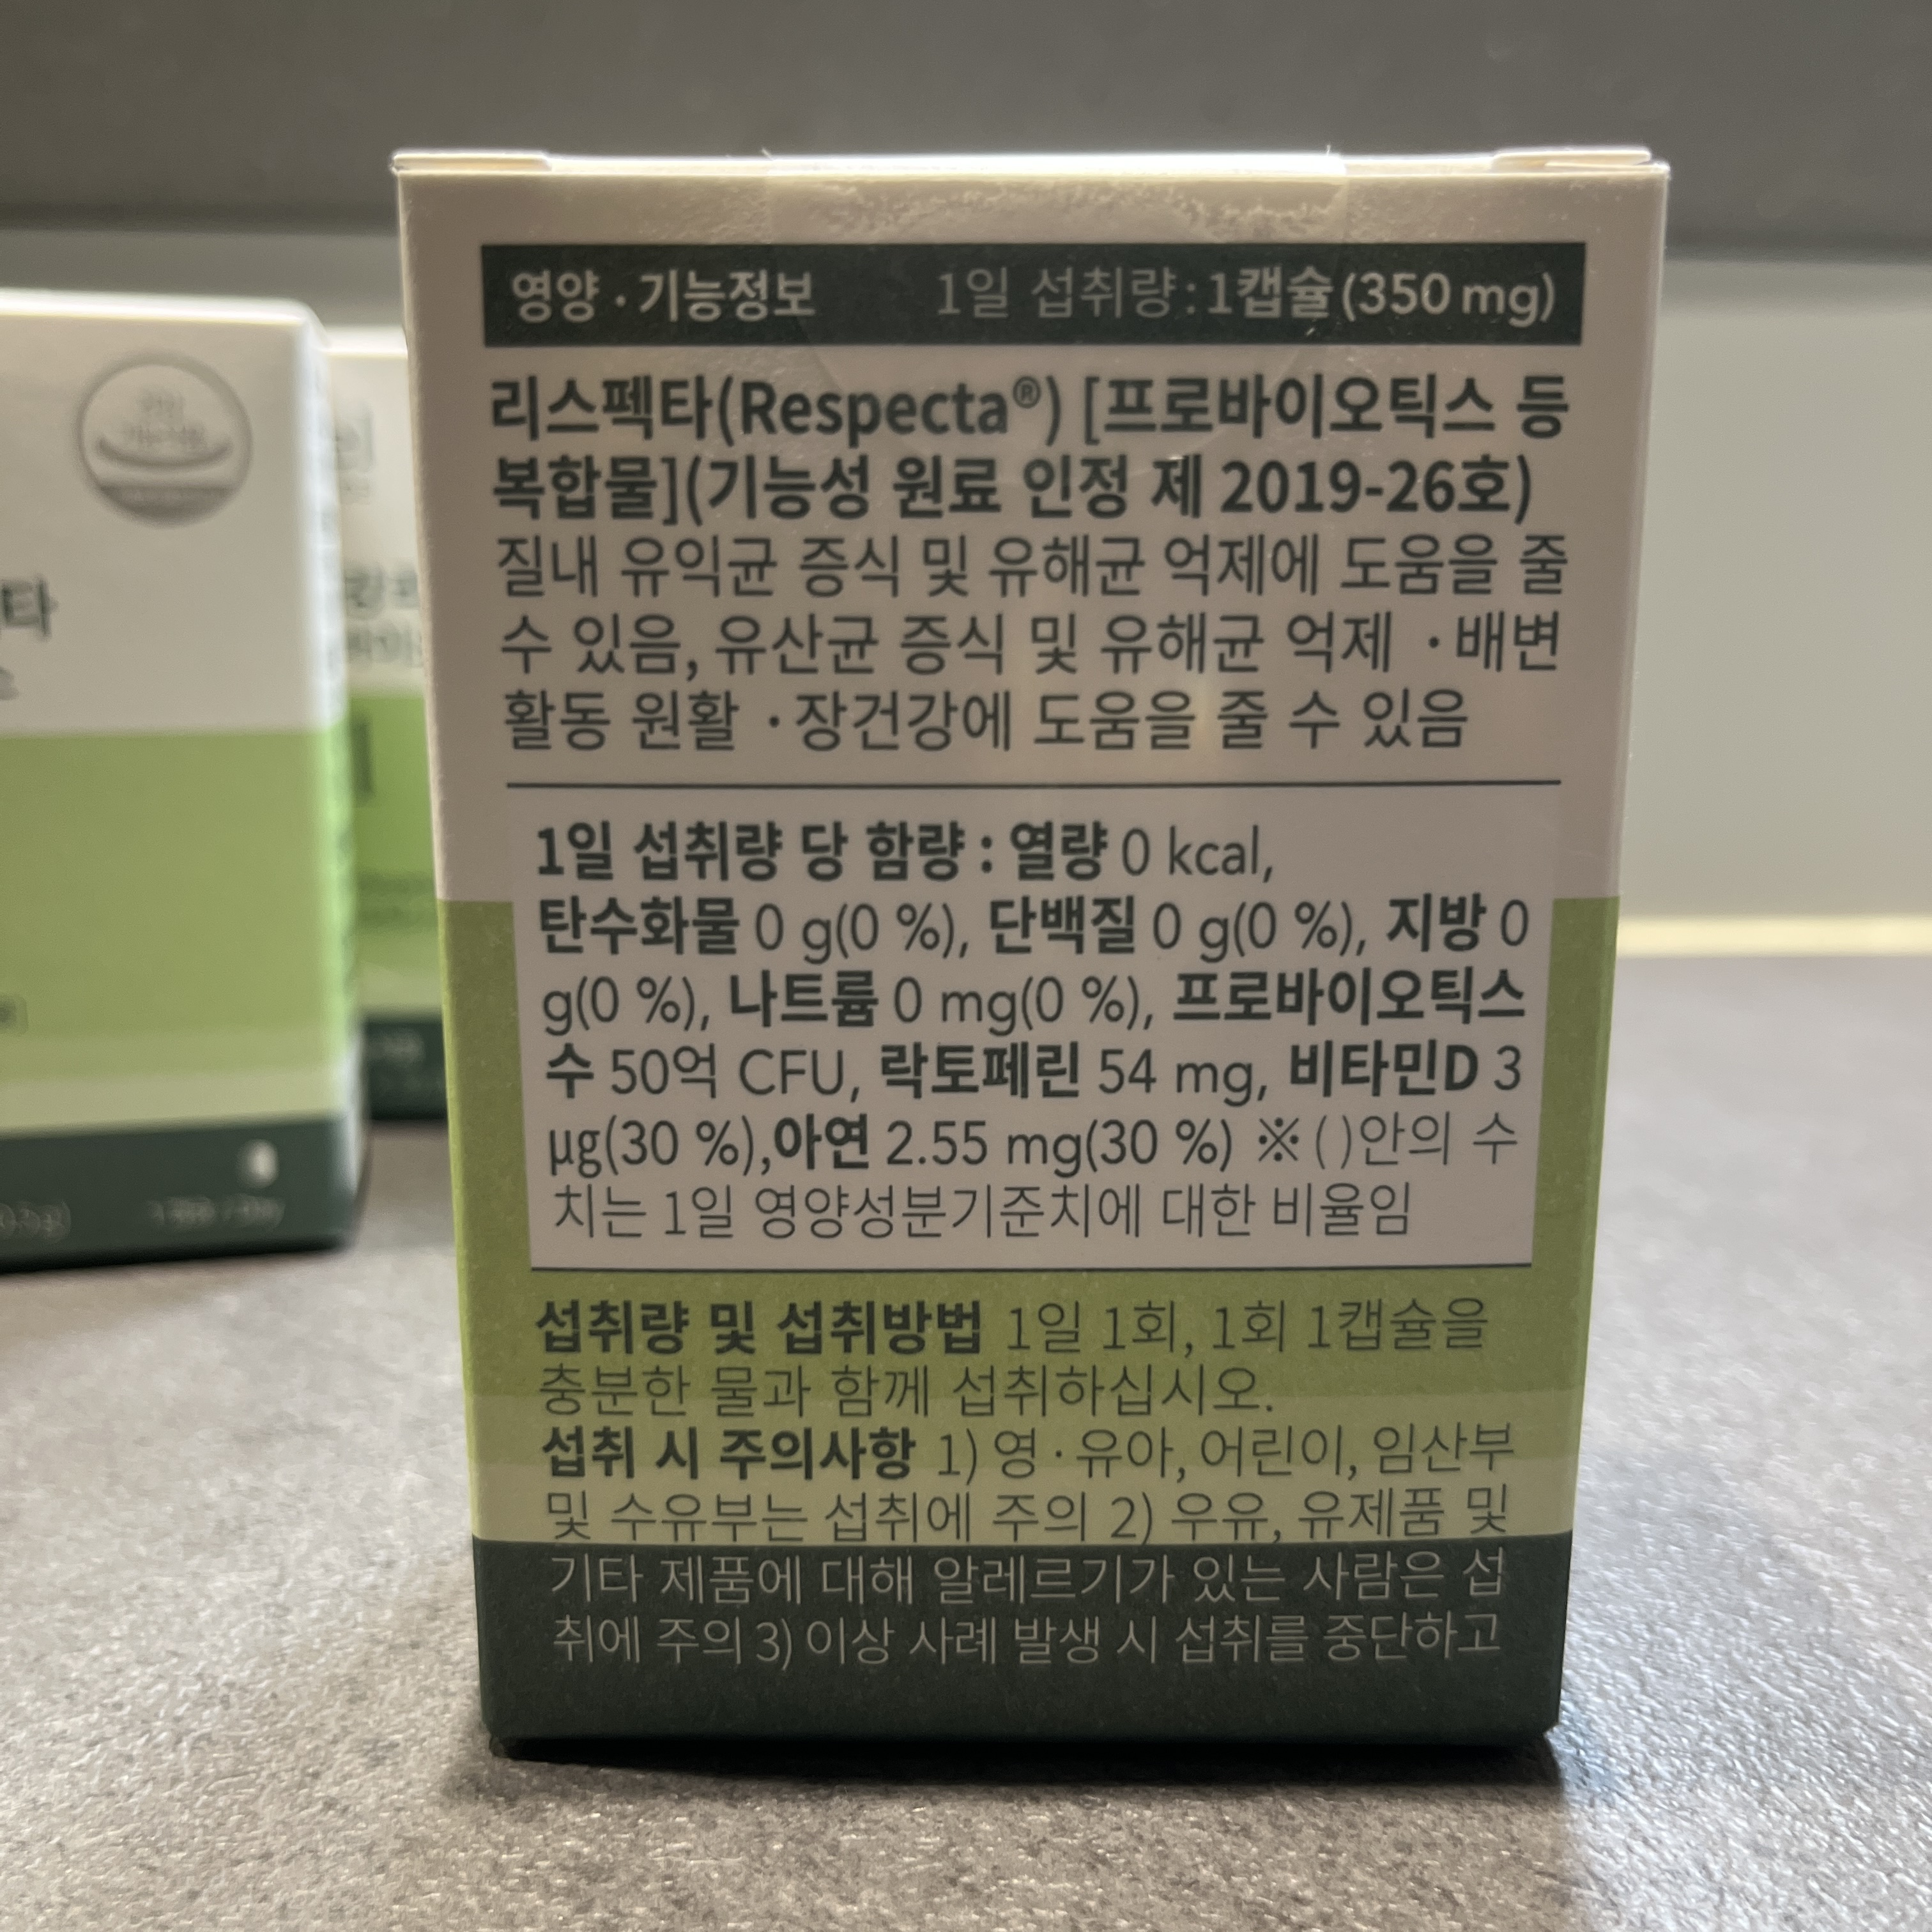 영양 · 기능정보 1일 섭취량 : 1캡슐 (350 mg)
리스펙타(Respecta®) [프로바이오틱스 등
복합물](기능성 원료 인정 제 2019-26호)
질내 유익균 증식 및 유해균 억제에 도움을 줄
수 있음, 유산균 증식 및 유해균 억제 ·배변
활동 원활 ·장건강에 도움을 줄 수 있음
1일 섭취량 당 함량 : 열량 0 kcal,
탄수화물 0 g(0 %), 단백질 0 g(0 %), 지방 0
g(0 %), 나트륨 0 mg(0 %), 프로바이오틱스
수 50억 CFU, 락토페린 54 mg, 비타민D 3
µg(30 %),아연 2.55 mg(30 %) ※( )안의 수
치는 1일 영양성분기준치에 대한 비율임
섭취량 및 섭취방법 1일 1회, 1회 1캡슐을
충분한 물과 함께 섭취하십시오.
섭취 시 주의사항 1) 영 · 유아, 어린이, 임산부
및 수유부는 섭취에 주의 2) 우유, 유제품 및
기타 제품에 대해 알레르기가 있는 사람은 섭
취에 주의 3) 이상 사례 발생 시 섭취를 중단하고
타